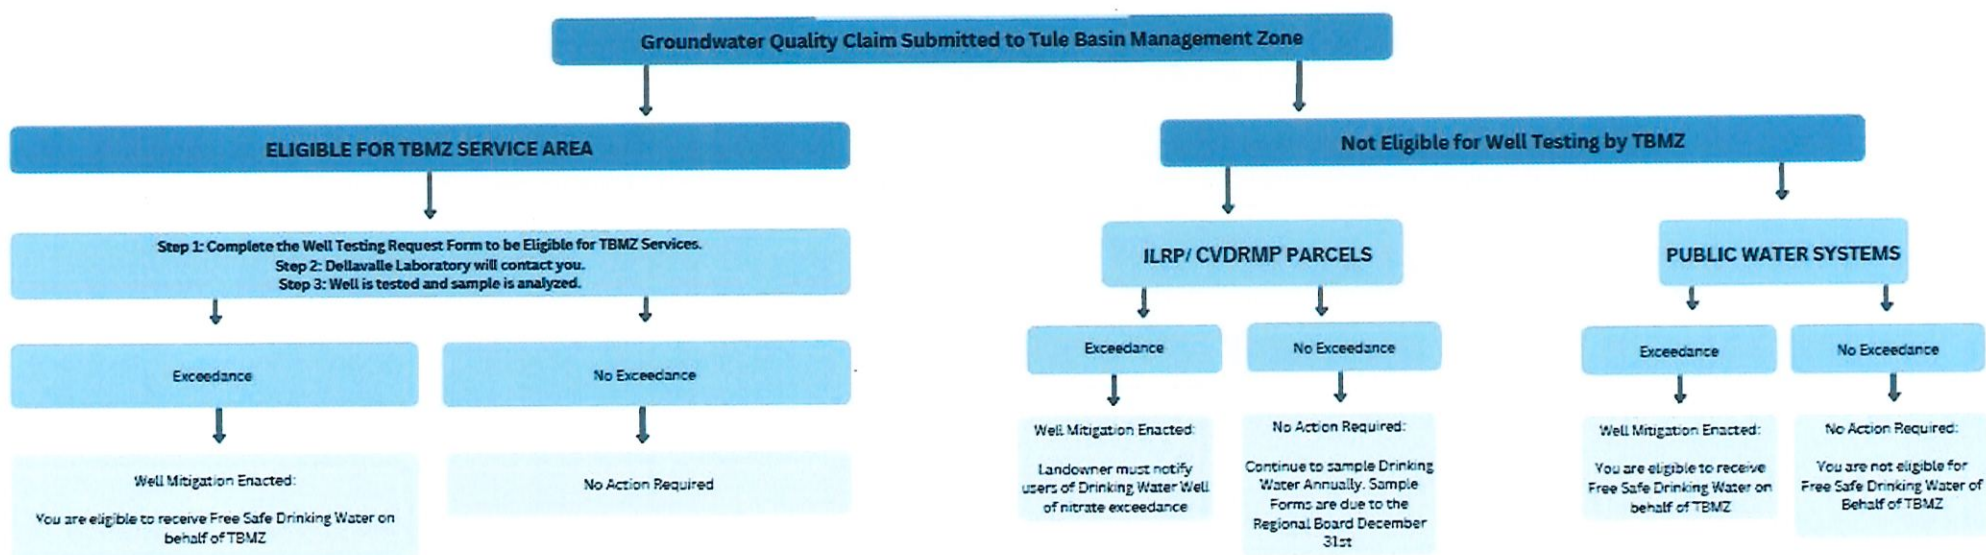 Groundwater Quality Claim Submitted to Tule Basin Management Zone
ELIGIBLE FOR TBMZ SERVICE AREA
Not Eligible for Well Testing by TBMZ
Step 1: Complete the Well Testing Request Form to be Eligible for TBMZ Services.
Step 2: Dellavalle Laboratory will contact you.
Step 3: Well is tested and sample is analyzed.
ILRP/ CVDRMP PARCELS
PUBLIC WATER SYSTEMS
Exceedance
No Exceedance
Exceedance
No Exceedance
Exceedance
No Exceedance
Well Mitigation Enacted:
You are eligible to receive Free Safe Drinking Water on
behalf of TBMZ
No Action Required
Well Mitigation Enacted:
Landowner must notify
users of Drinking Water Well
of nitrate exceedance
No Action Required:
Continue to sample Drinking
Water Annually. Sample
Forms are due to the
Regional Board December
31st
Well Mitigation Enacted:
You are eligible to receive
Free Safe Drinking Water on
behalf of TBMZ
No Action Required:
You are not eligible for
Free Safe Drinking Water of
Behalf of TBMZ